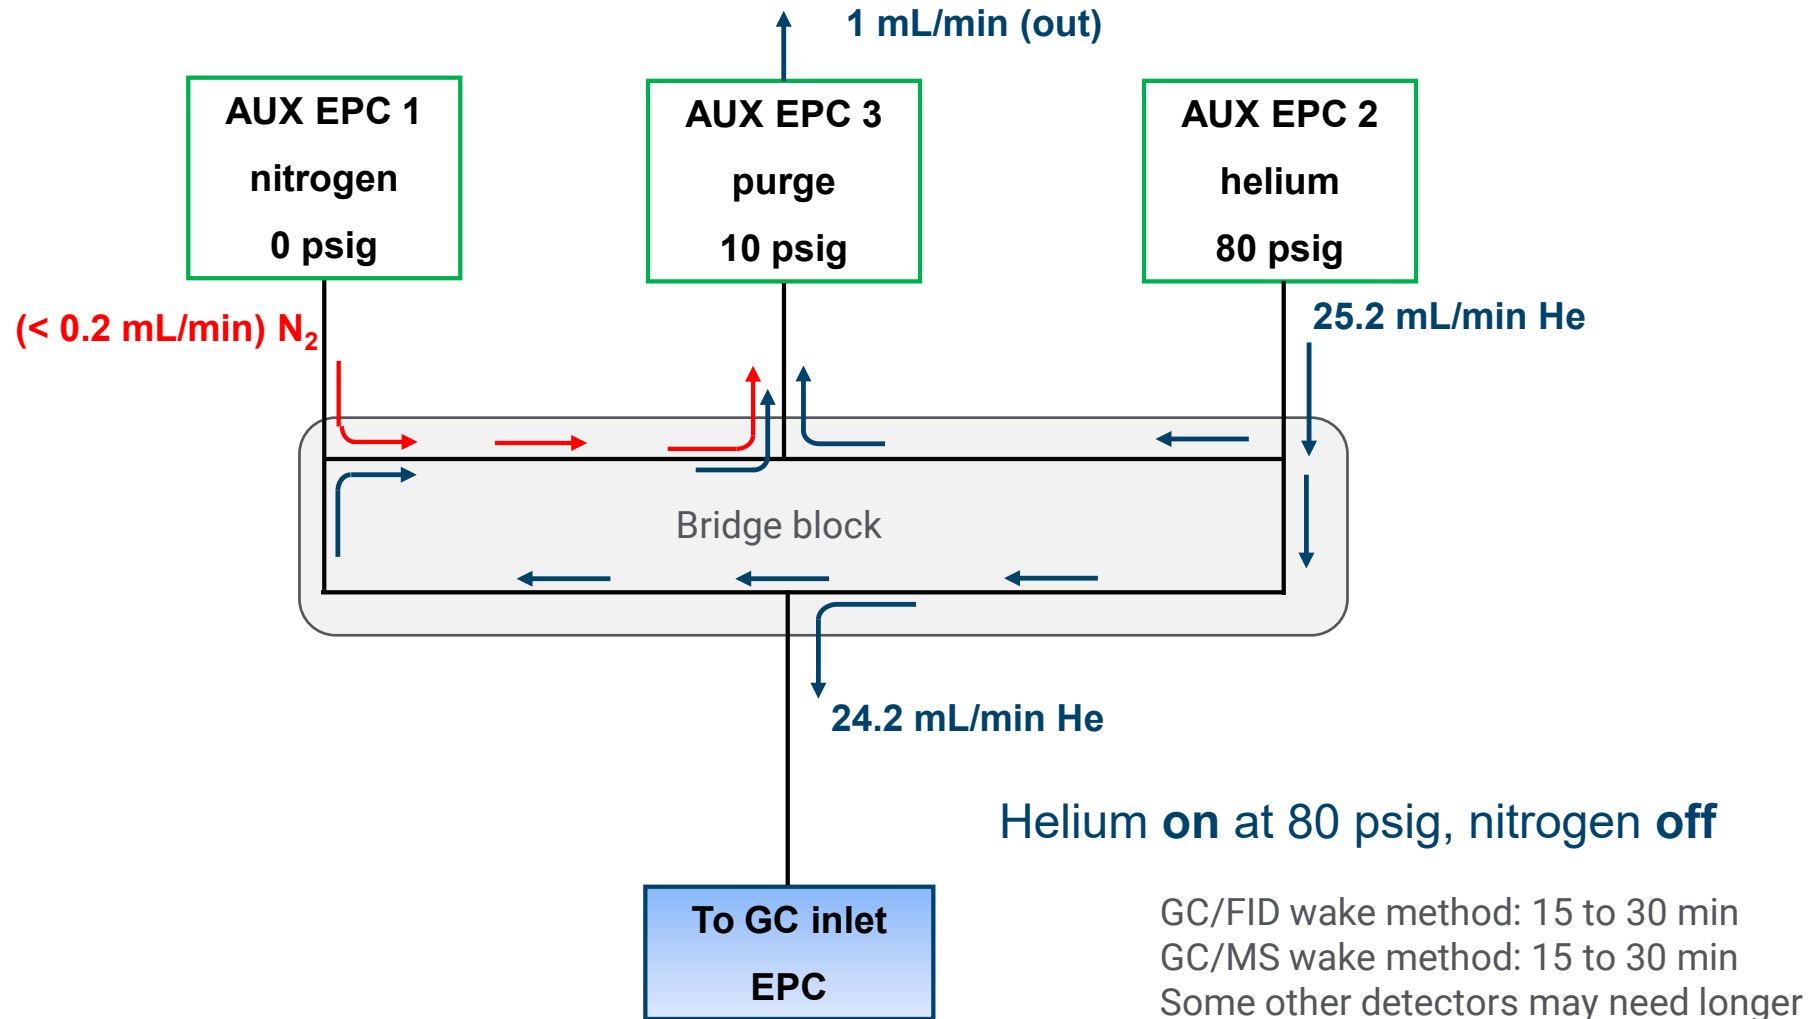 1 mL/min (out)
AUX EPC 1
nitrogen
0 psig
AUX EPC 3
purge
10 psig
AUX EPC 2
helium
80 psig
(< 0.2 mL/min) N₂
25.2 mL/min He
Bridge block
24.2 mL/min He
Helium on at 80 psig, nitrogen off
To GC inlet
EPC
GC/FID wake method: 15 to 30 min
GC/MS wake method: 15 to 30 min
Some other detectors may need longer